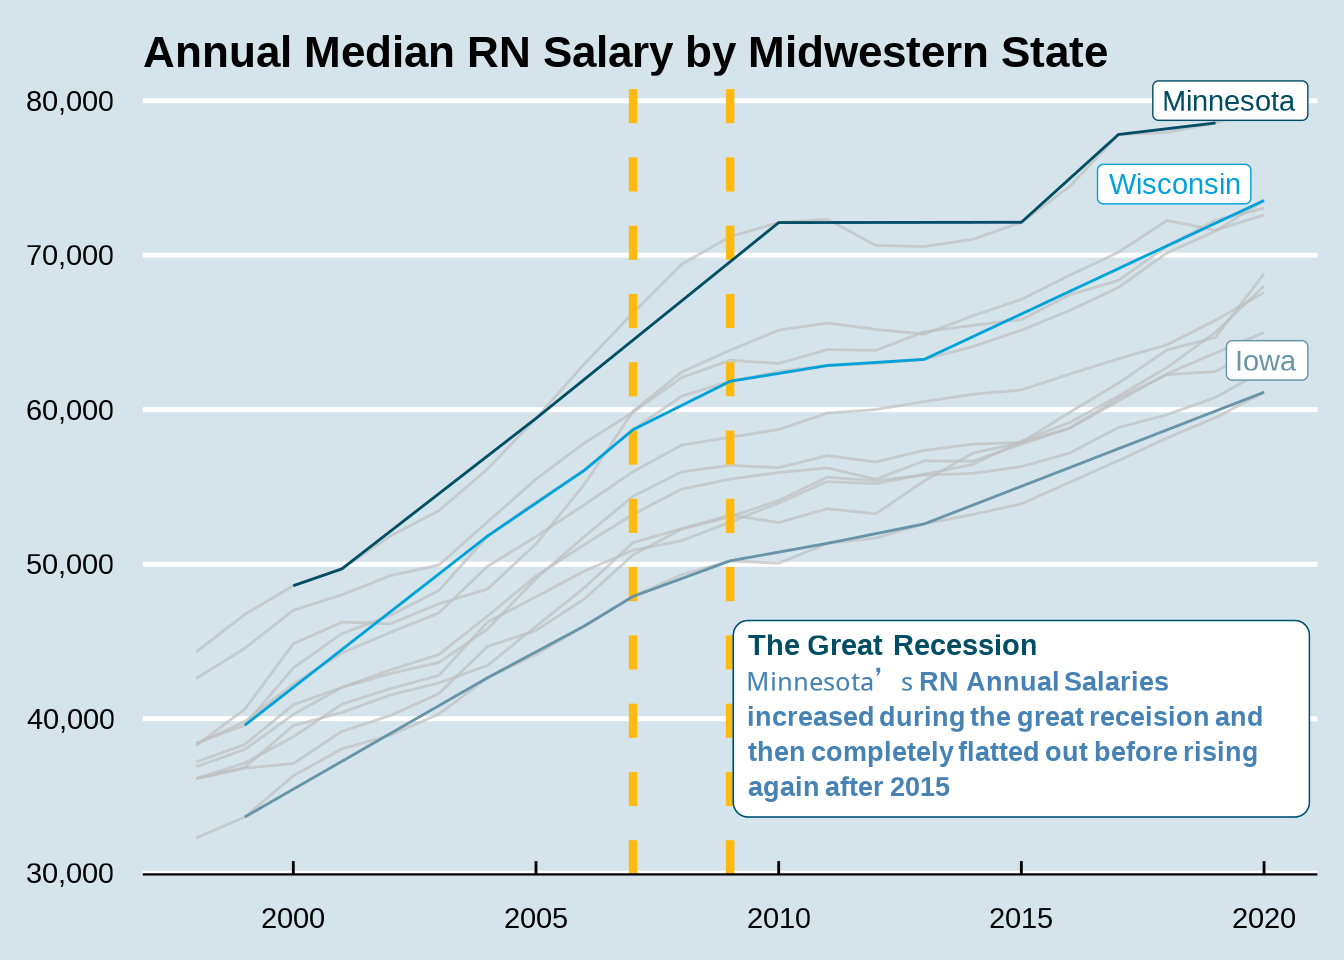 Annual Median RN Salary by Midwestern State
80,000
Minnesota
Wisconsin
70,000
Iowa
60,000
50,000
The Great Recession
Minnesota’ s RN Annual Salaries
increased during the great receision and
then completely flatted out before rising
again after 2015
40,000
30,000
2000 2005 2010 2015 2020